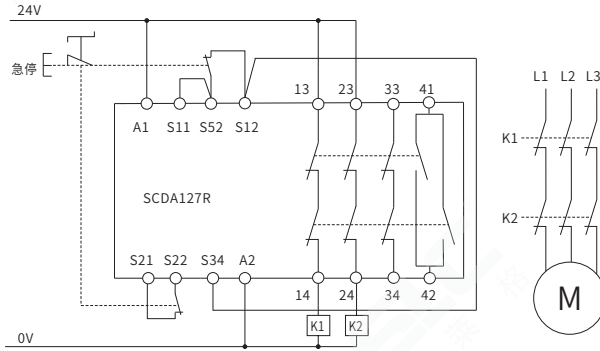 24V
急停
13 23 33 41
L1 L2 L3
A1 S11 S52 S12
K1
SCDA127R
K2
S21 S22 S34 A2
14 24 34 42
M
K1 K2
0V